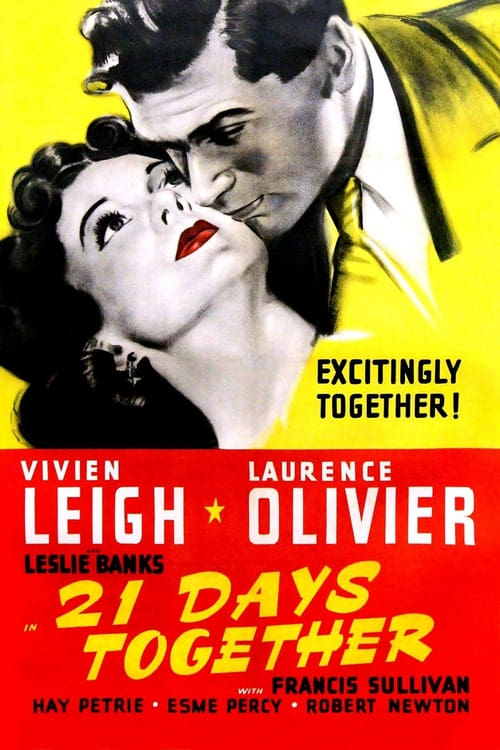 EXCITINGLY
TOGETHER!
VIVIEN LAURENCE
LEIGH ★ OLIVIER
AND
LESLIE BANKS
IN 21 DAYS
TOGETHER
WITH FRANCIS SULLIVAN
HAY PETRIE • ESME PERCY • ROBERT NEWTON